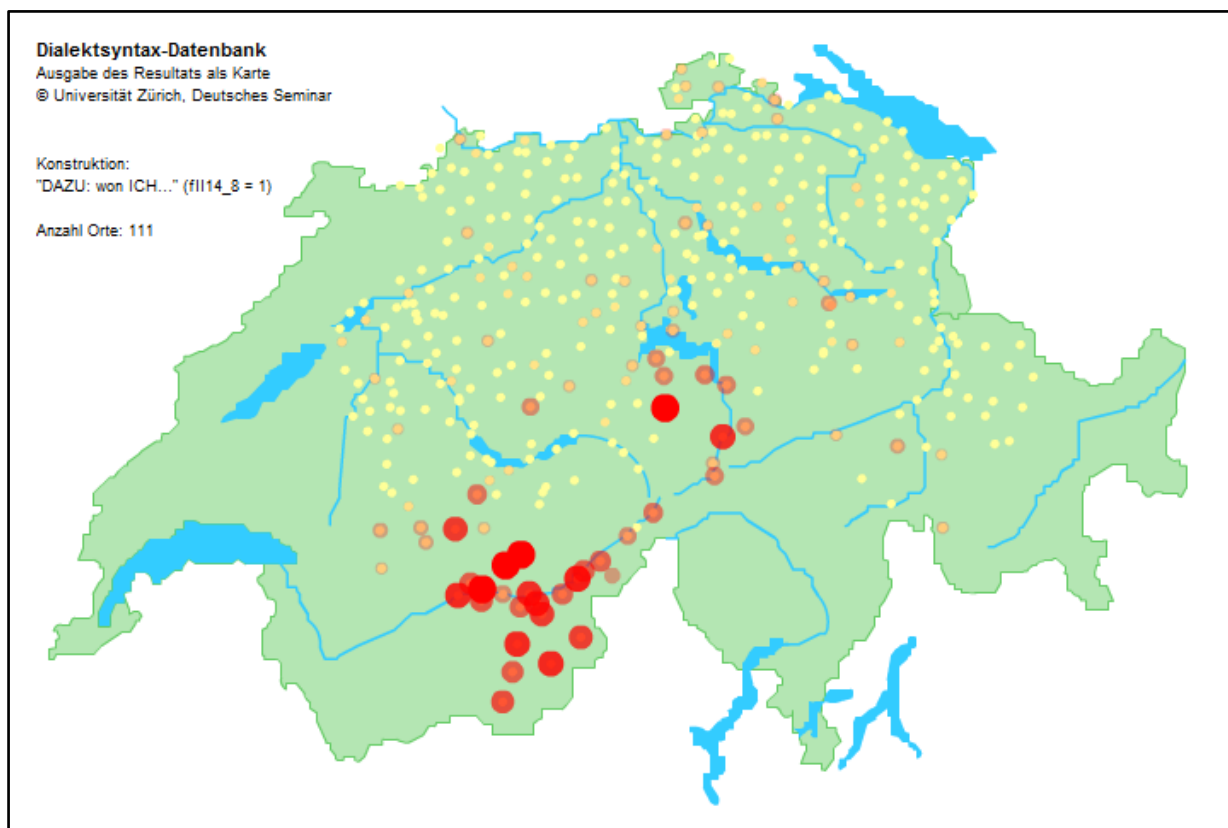 Dialektsyntax-Datenbank
Ausgabe des Resultats als Karte
© Universität Zürich, Deutsches Seminar
Konstruktion:
"DAZU: won ICH..." (fII14_8 = 1)
Anzahl Orte: 111